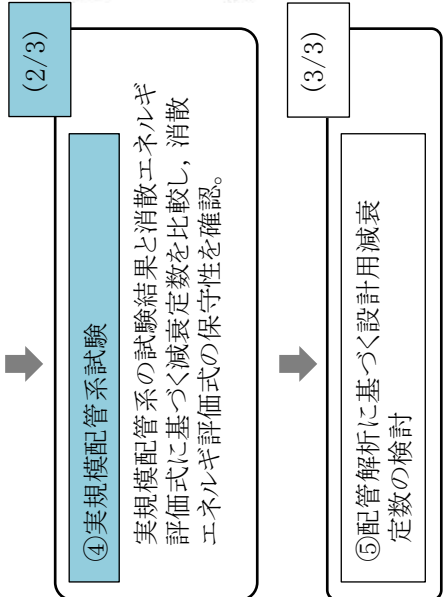 (2/3)
④実規模配管系試験
実規模配管系の試験結果と消散エネルギ
評価式に基づく減衰定数を比較し，消散
エネルギ評価式の保守性を確認。
(3/3)
⑤配管解析に基づく設計用減衰
定数の検討